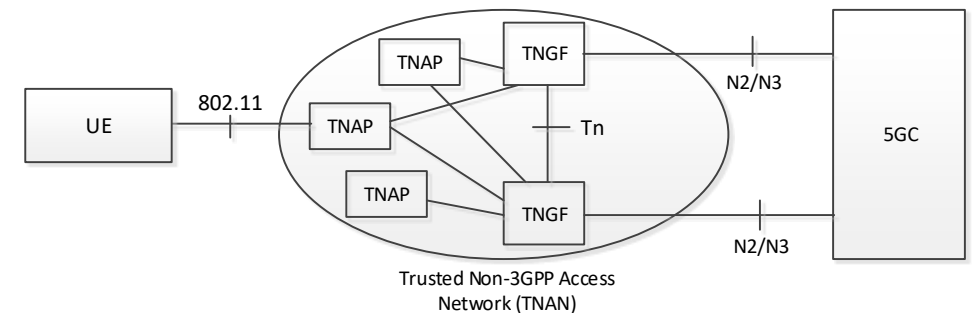 TNGF
TNAP
N2/N3
802.11
UE
TNAP
Tn
5GC
TNAP
TNGF
N2/N3
Trusted Non-3GPP Access
Network (TNAN)